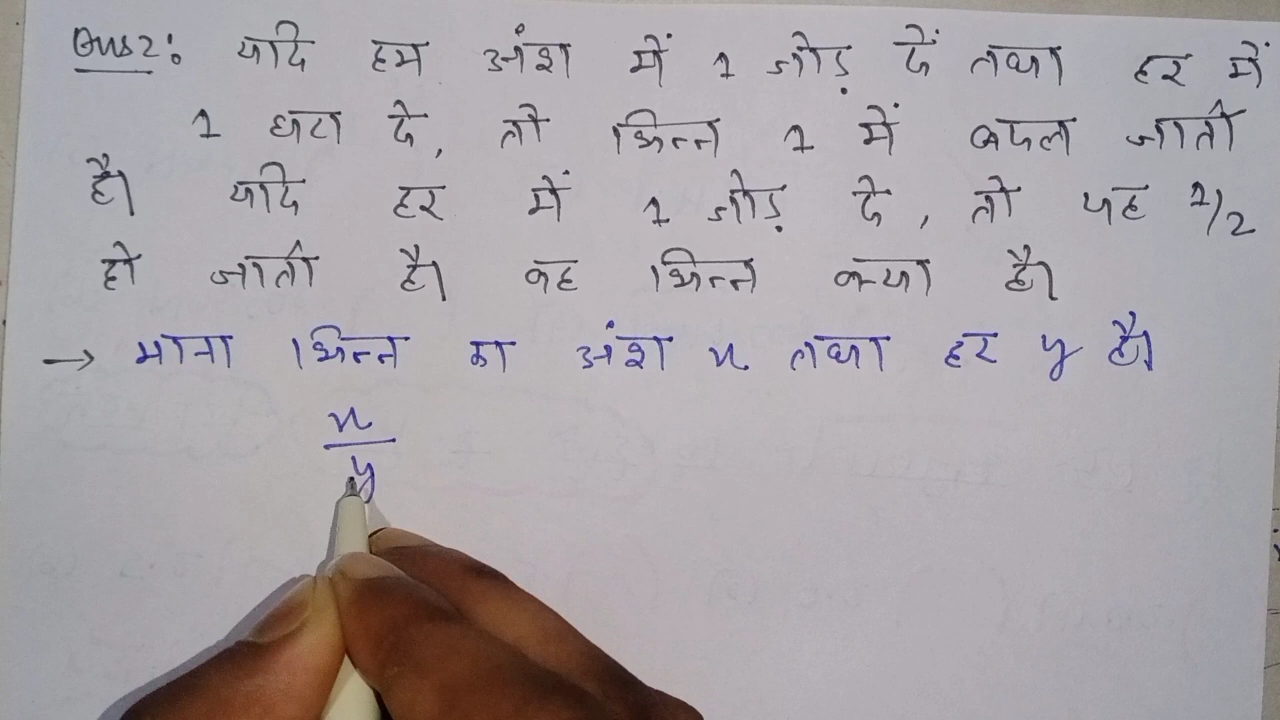 Ques2: यदि हम अंश में 1 जोड़ दें तथा हर में
1 घटा दे, तो भिन्न 1 में बदल जाती
है। यदि हर में 1 जोड़ दे, तो यह 1/2
हो जाती है। वह भिन्न क्या है।
→ माना भिन्न का अंश x तथा हर y है।
x
y